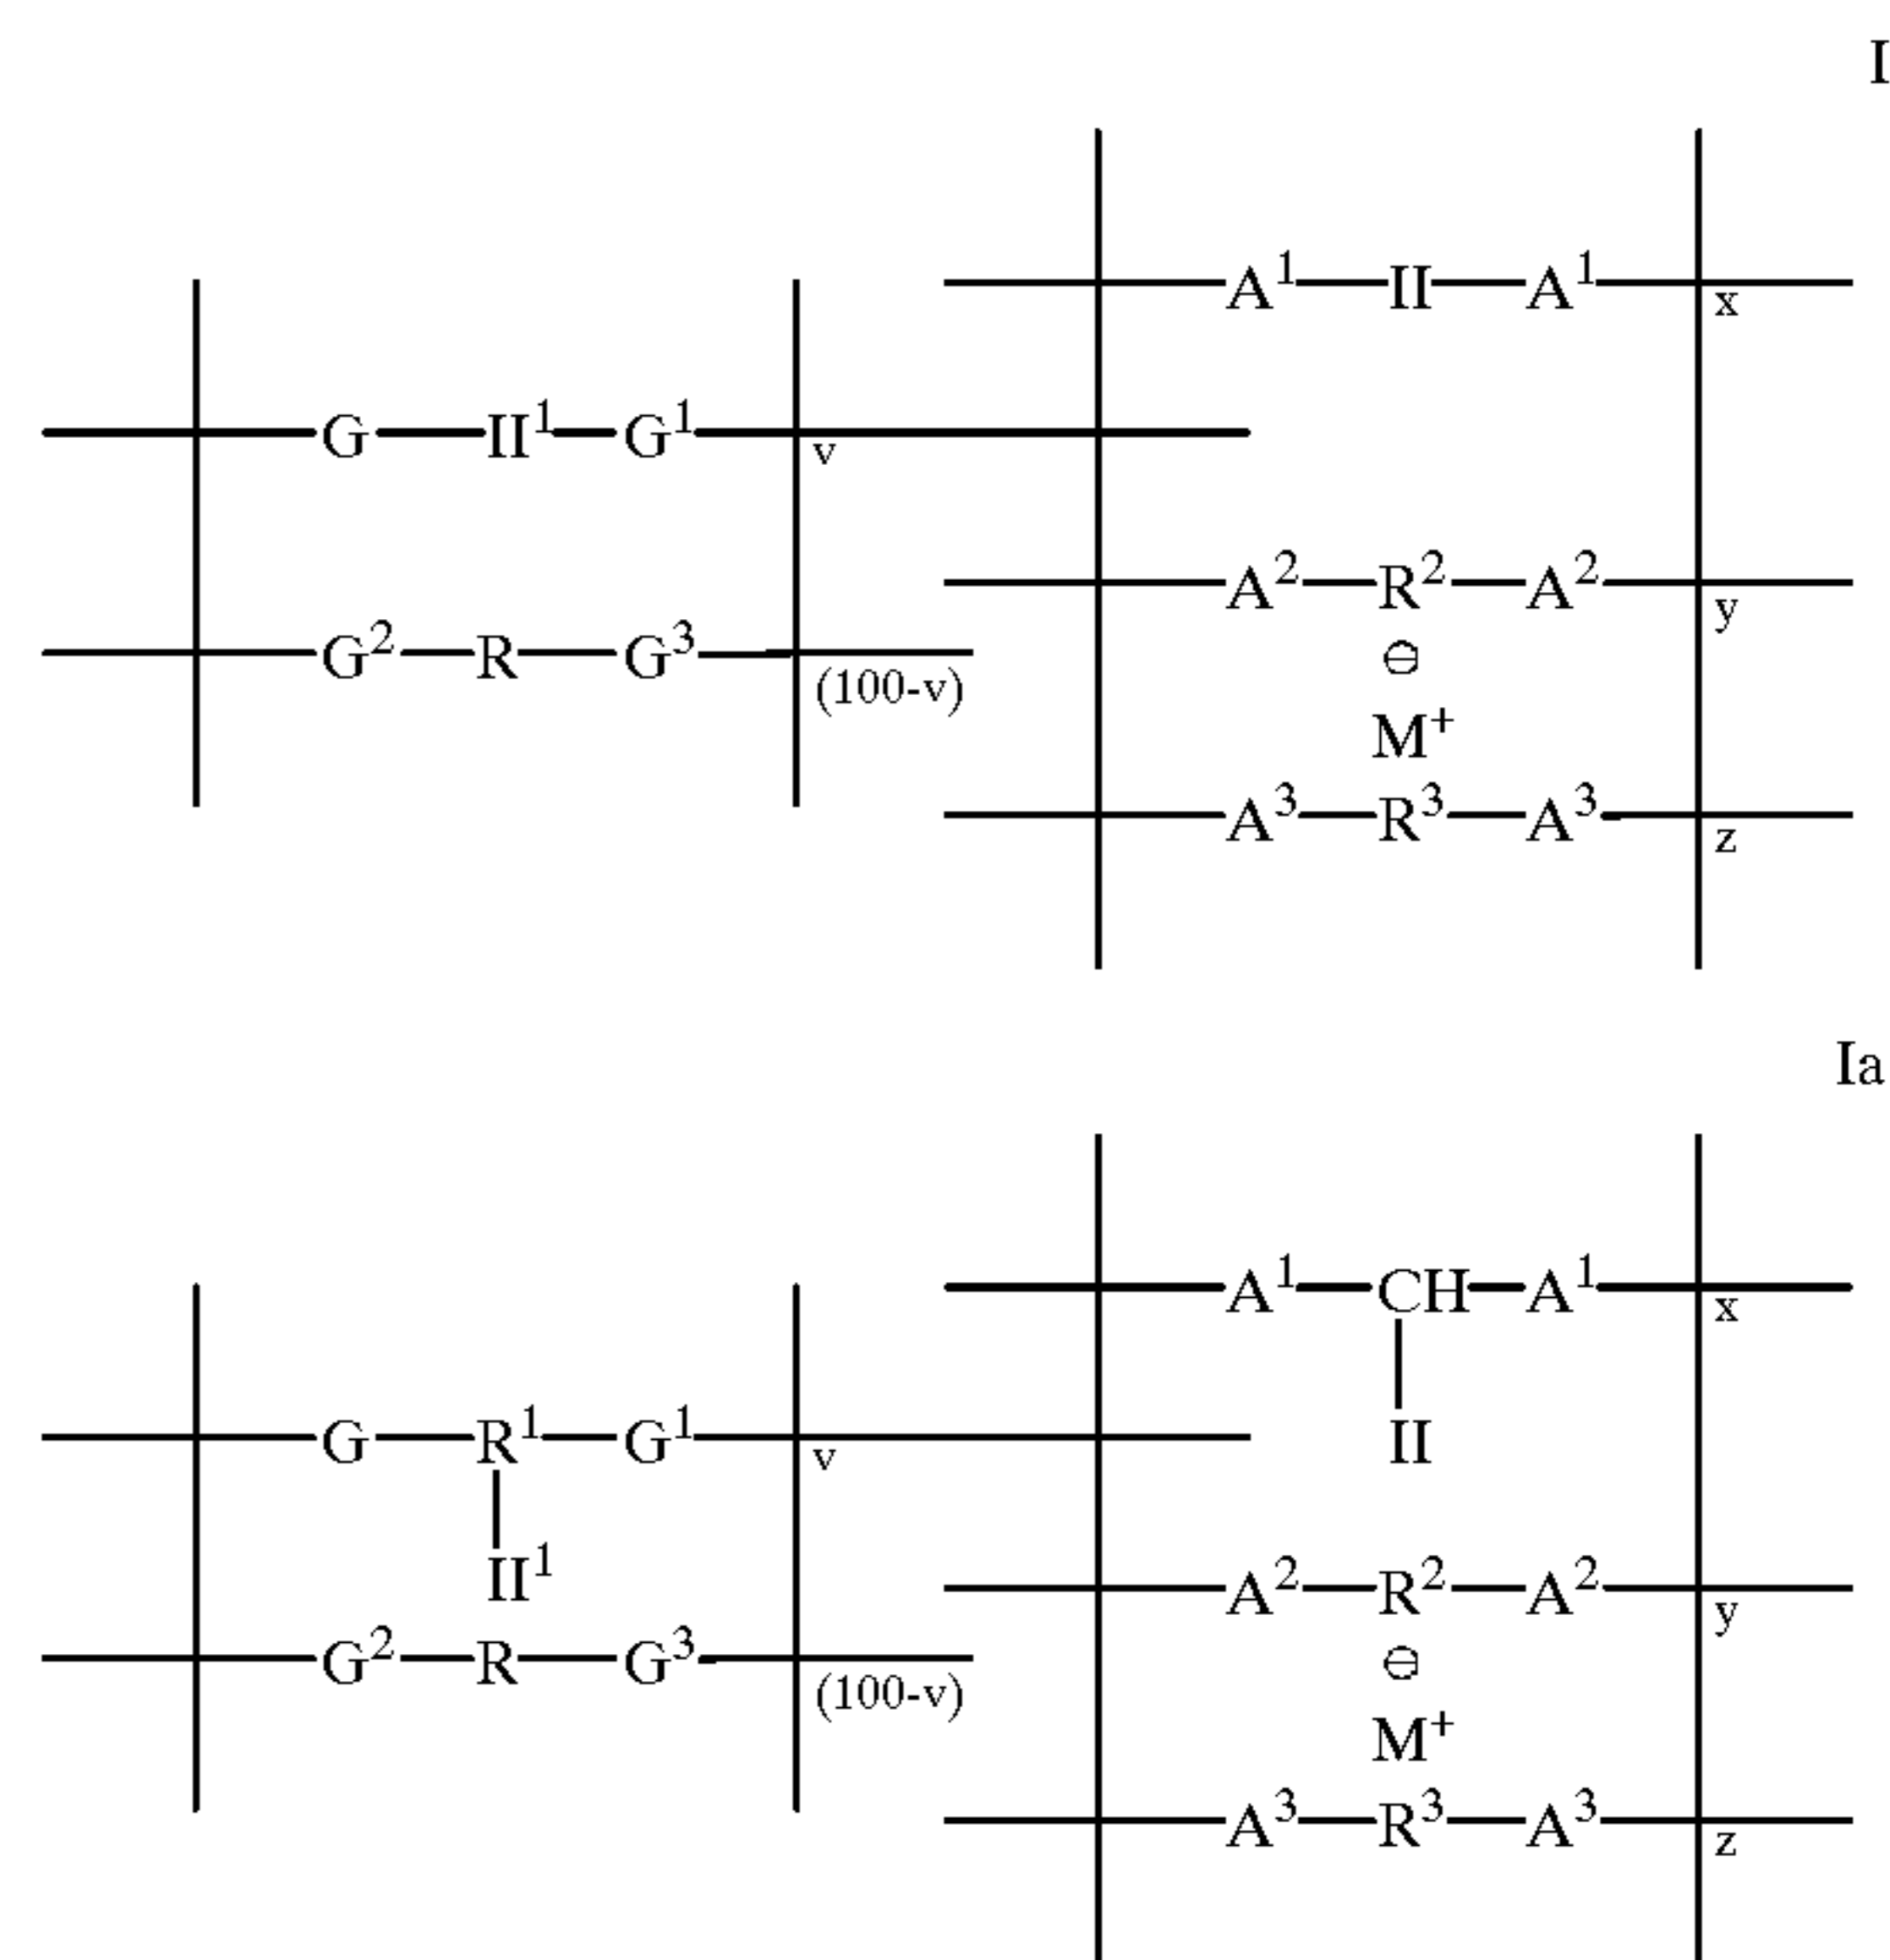 I
A¹ II A¹ x
G II¹ G¹ v
A² R² A² y
G² R G³ (100-v)
⊖
M⁺
A³ R³ A³ z
Ia
A¹ CH A¹ x
G R¹ G¹ v
II
II¹
A² R² A² y
G² R G³ (100-v)
⊖
M⁺
A³ R³ A³ z